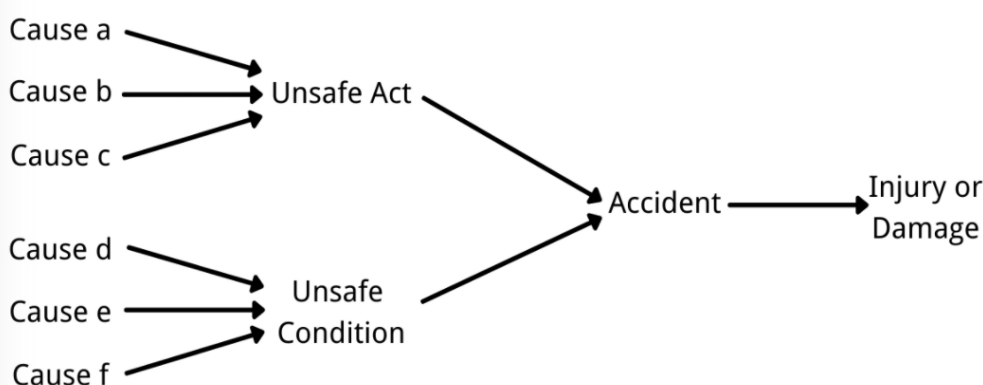 Cause a
Cause b
Cause c
Unsafe Act
Cause d
Cause e
Cause f
Unsafe
Condition
Accident
Injury or
Damage